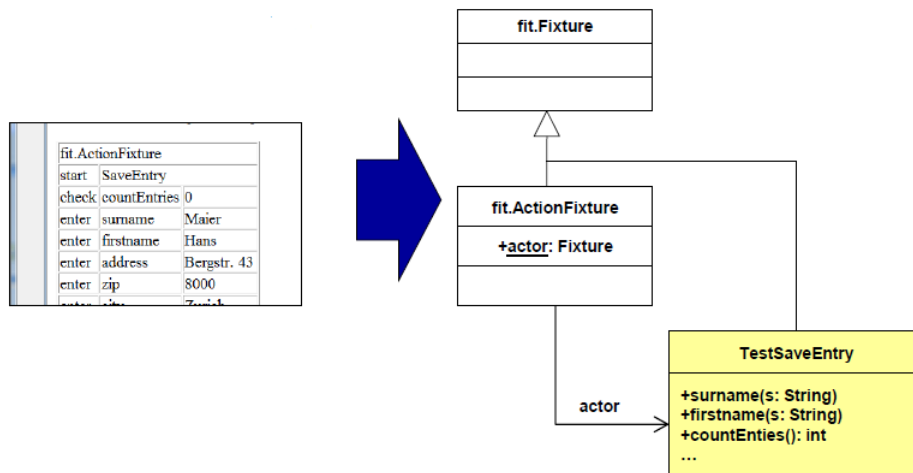 fit.ActionFixture
start SaveEntry
check countEntries 0
enter surname Maier
enter firstname Hans
enter address Bergstr. 43
enter zip 8000
fit.Fixture
fit.ActionFixture
+actor: Fixture
actor
TestSaveEntry
+surname(s: String)
+firstname(s: String)
+countEnties(): int
...